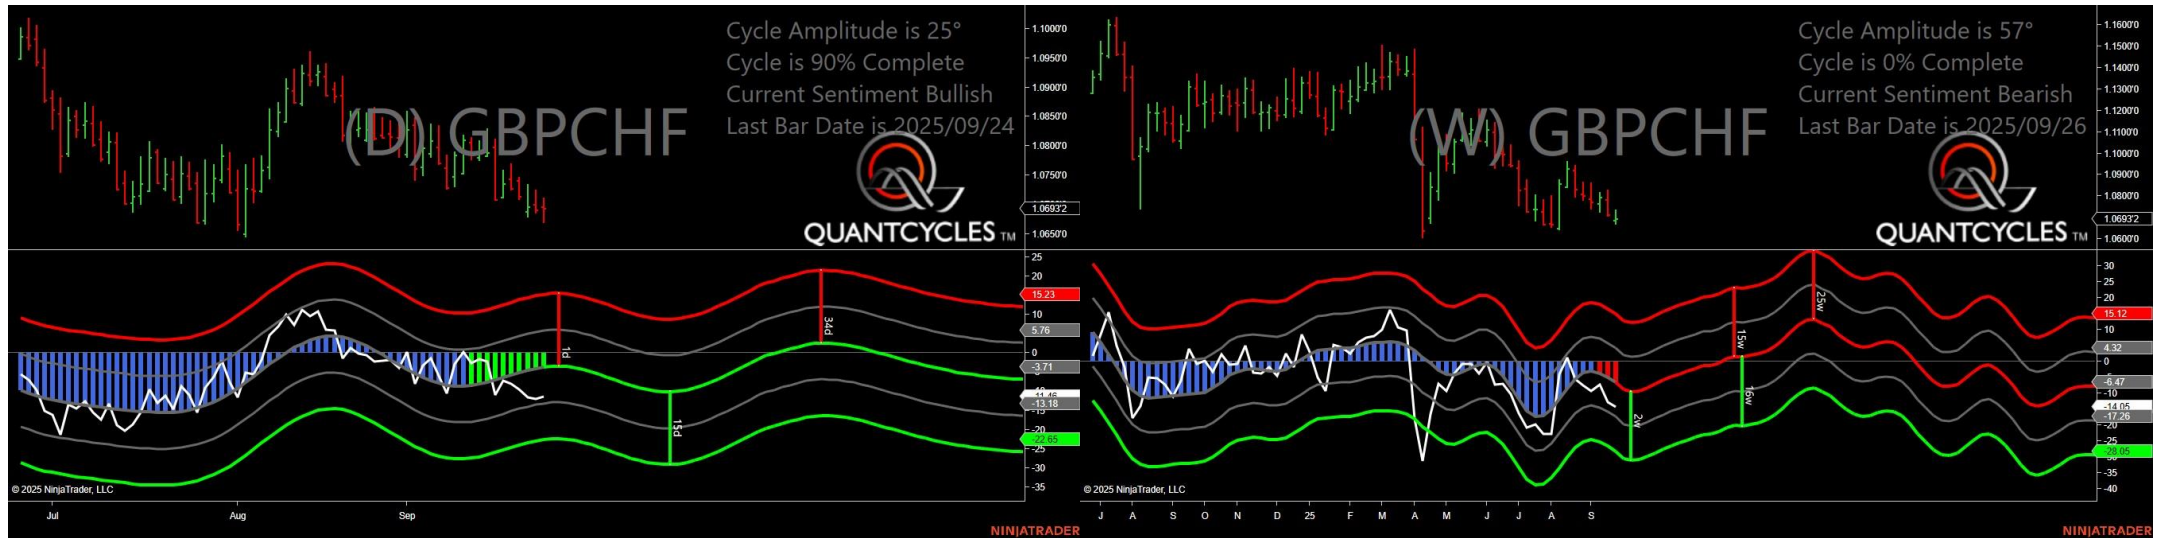 Cycle Amplitude is 25°
Cycle is 90% Complete
Current Sentiment Bullish
Last Bar Date is 2025/09/24
(D) GBPCHF
QUANTCYCLES TM
1.1000'0
1.0950'0
1.0900'0
1.0850'0
1.0800'0
1.0750'0
1.0693'2
1.0650'0
25
20
15.23
10
5.76
0
-3.71
-13.18
-22.65
-30
-35
1d
15d
34d
© 2025 NinjaTrader, LLC
Jul
Aug
Sep
NINJATRADER
Cycle Amplitude is 57°
Cycle is 0% Complete
Current Sentiment Bearish
Last Bar Date is 2025/09/26
(W) GBPCHF
QUANTCYCLES TM
1.1600'0
1.1500'0
1.1400'0
1.1300'0
1.1200'0
1.1100'0
1.1000'0
1.0900'0
1.0800'0
1.0693'2
1.0600'0
30
25
20
15.12
10
4.32
0
-6.47
-10
-14.05
-17.26
-20
-28.05
-35
-40
2w
15w
16w
25w
© 2025 NinjaTrader, LLC
J A S O N D 25 F M A M J J A S
NINJATRADER